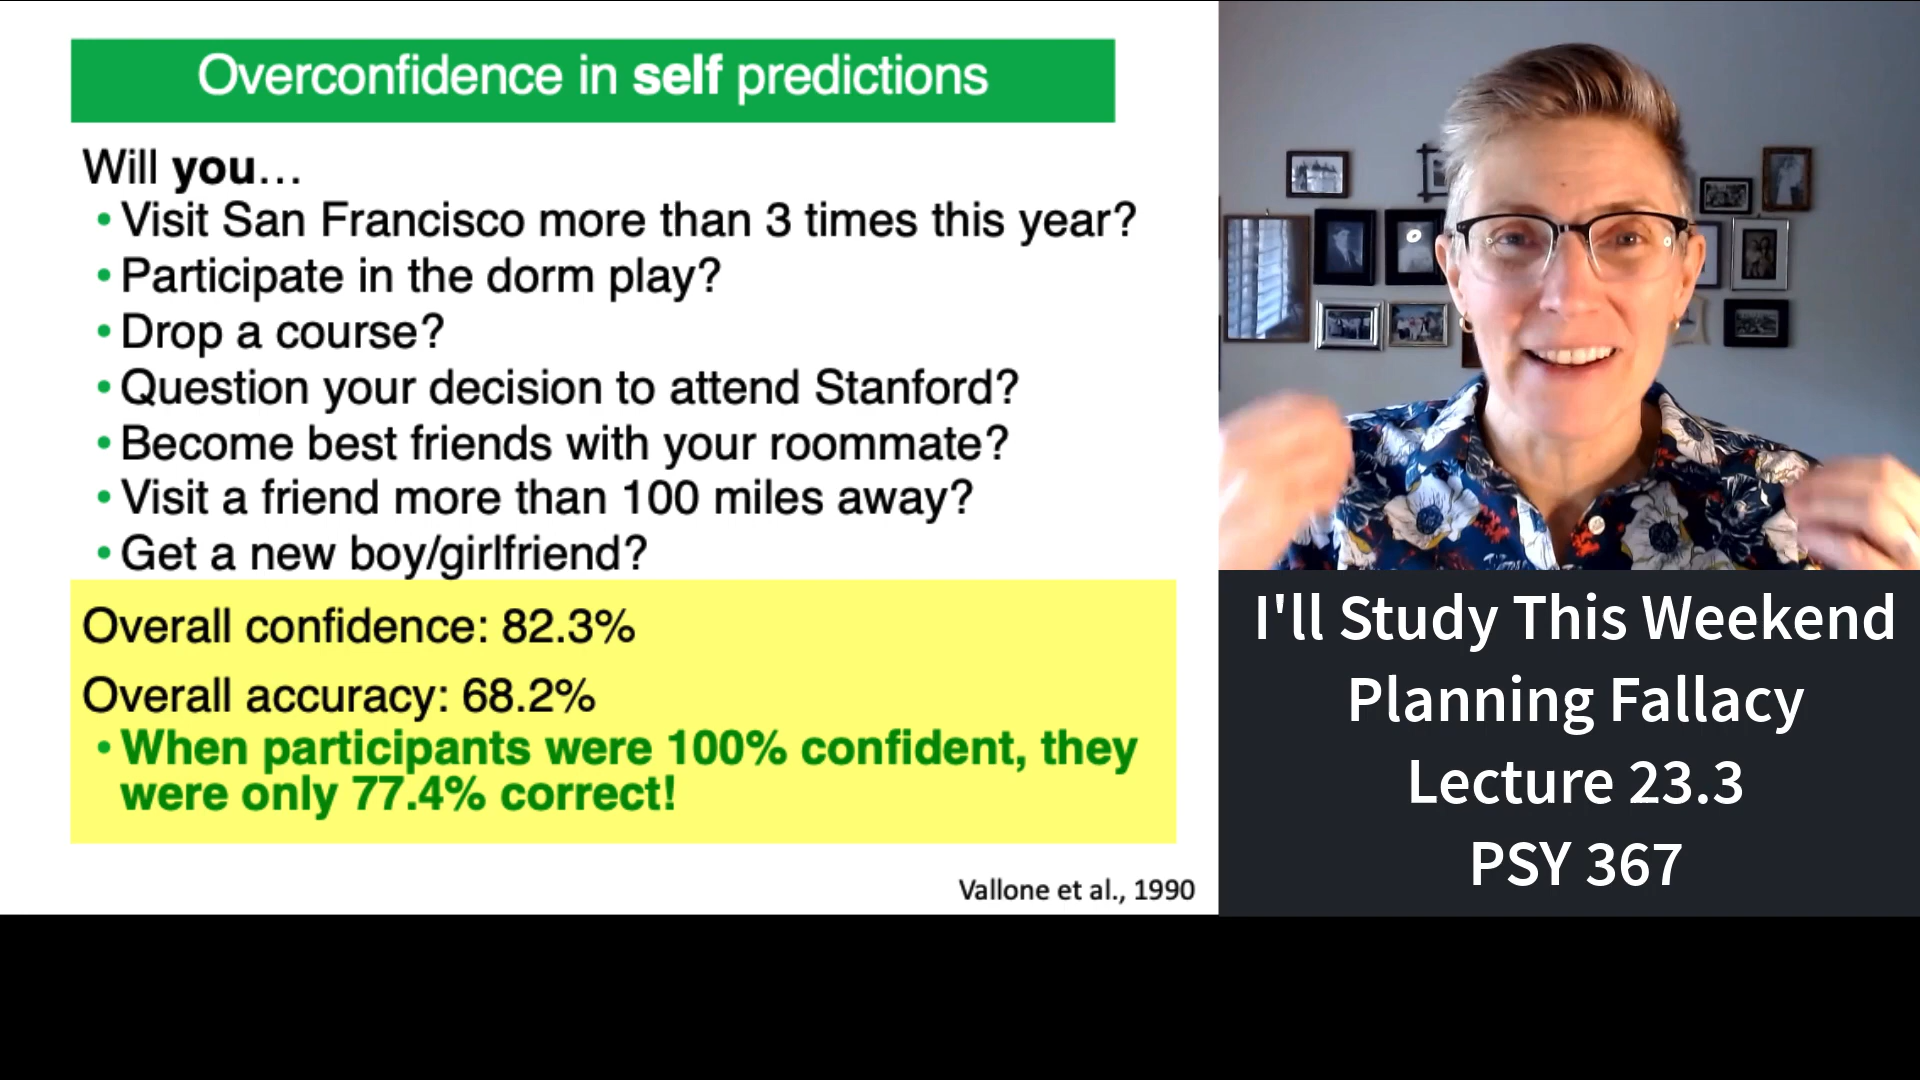 Overconfidence in self predictions
Will you...
• Visit San Francisco more than 3 times this year?
• Participate in the dorm play?
• Drop a course?
• Question your decision to attend Stanford?
• Become best friends with your roommate?
• Visit a friend more than 100 miles away?
• Get a new boy/girlfriend?
Overall confidence: 82.3%
Overall accuracy: 68.2%
• When participants were 100% confident, they
were only 77.4% correct!
Vallone et al., 1990
I'll Study This Weekend
Planning Fallacy
Lecture 23.3
PSY 367